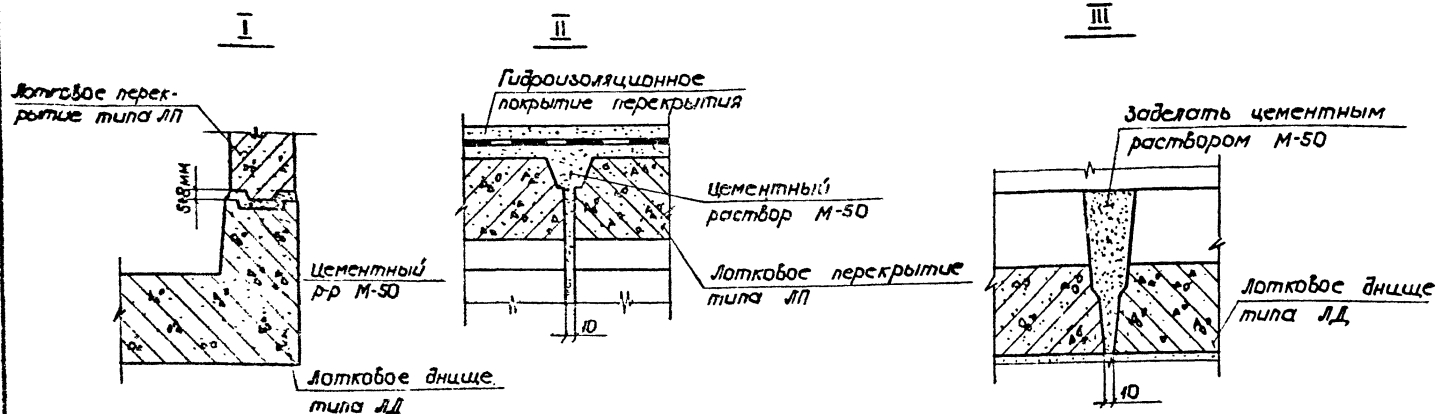 I
Лотковое перек-
рытие типа ЛП
5÷8мм
Цементный
р-р М-50
Лотковое днище
типа ЛД
II
Гидроизоляционное
покрытие перекрытия
Цементный
раствор М-50
Лотковое перекрытие
типа ЛП
10
III
Заделать цементным
раствором М-50
Лотковое днище
типа ЛД
10